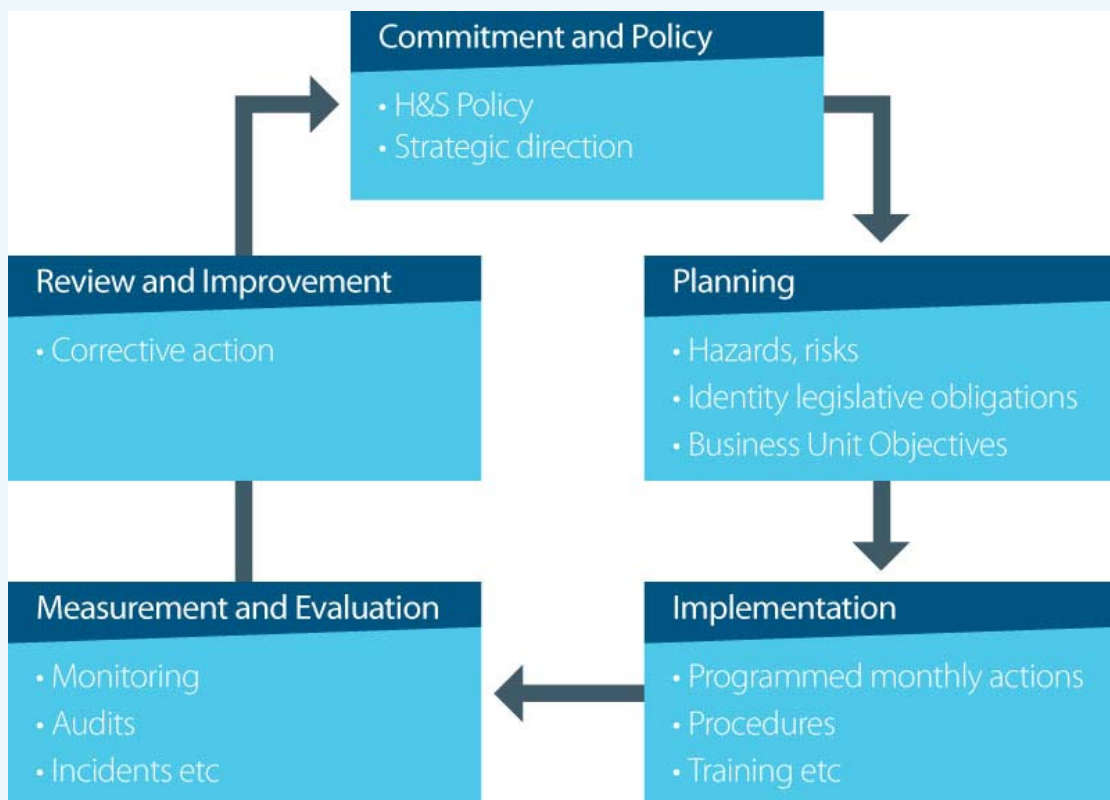 Commitment and Policy
• H&S Policy
• Strategic direction
Review and Improvement
• Corrective action
Planning
• Hazards, risks
• Identity legislative obligations
• Business Unit Objectives
Measurement and Evaluation
• Monitoring
• Audits
• Incidents etc
Implementation
• Programmed monthly actions
• Procedures
• Training etc